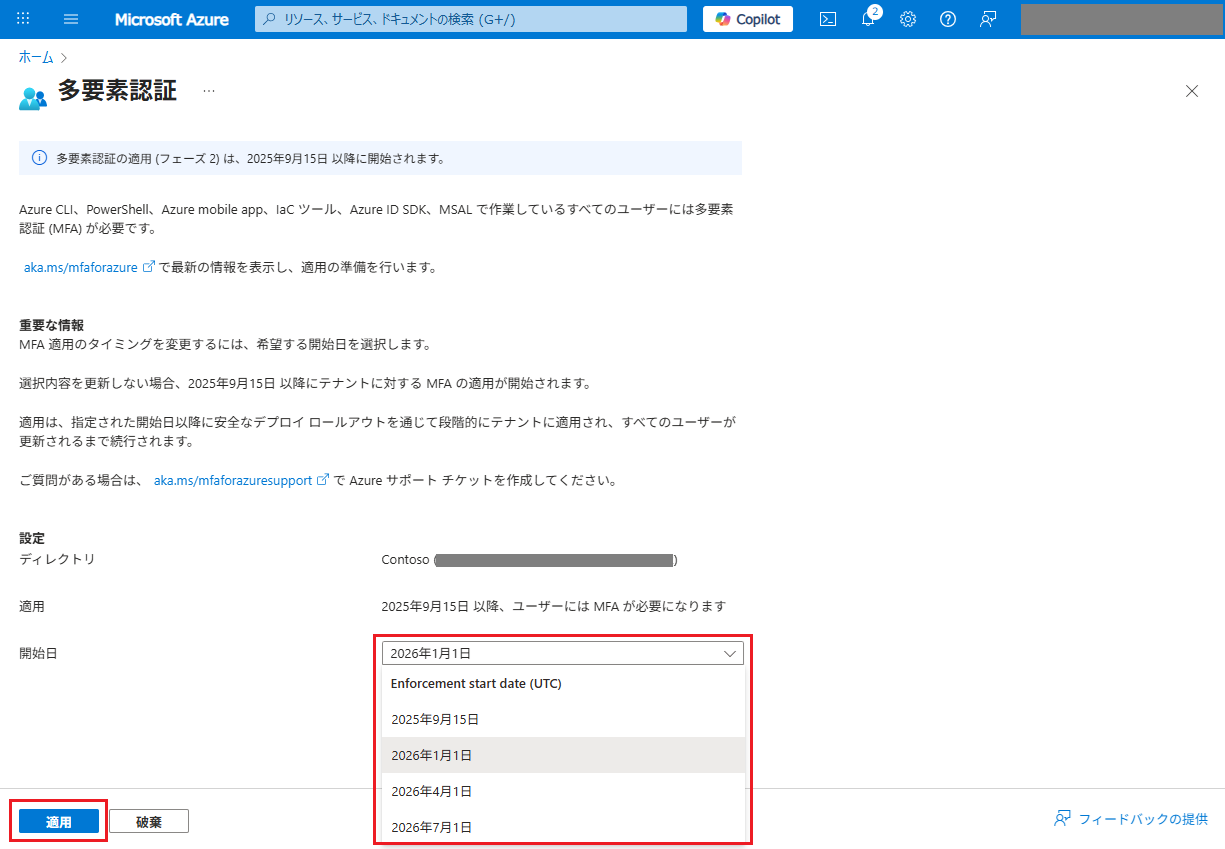 Microsoft Azure
リソース、サービス、ドキュメントの検索 (G+/)
Copilot
2
ホーム
多要素認証
多要素認証の適用 (フェーズ 2) は、2025年9月15日 以降に開始されます。
Azure CLI、PowerShell、Azure mobile app、IaC ツール、Azure ID SDK、MSAL で作業しているすべてのユーザーには多要素
認証 (MFA) が必要です。
aka.ms/mfaforazure で最新の情報を表示し、適用の準備を行います。
重要な情報
MFA 適用のタイミングを変更するには、希望する開始日を選択します。
選択内容を更新しない場合、2025年9月15日 以降にテナントに対する MFA の適用が開始されます。
適用は、指定された開始日以降に安全なデプロイ ロールアウトを通じて段階的にテナントに適用され、すべてのユーザーが
更新されるまで続行されます。
ご質問がある場合は、 aka.ms/mfaforazuresupport で Azure サポート チケットを作成してください。
設定
ディレクトリ
Contoso ( )
適用
2025年9月15日 以降、ユーザーには MFA が必要になります
開始日
2026年1月1日
Enforcement start date (UTC)
2025年9月15日
2026年1月1日
2026年4月1日
2026年7月1日
適用
破棄
フィードバックの提供